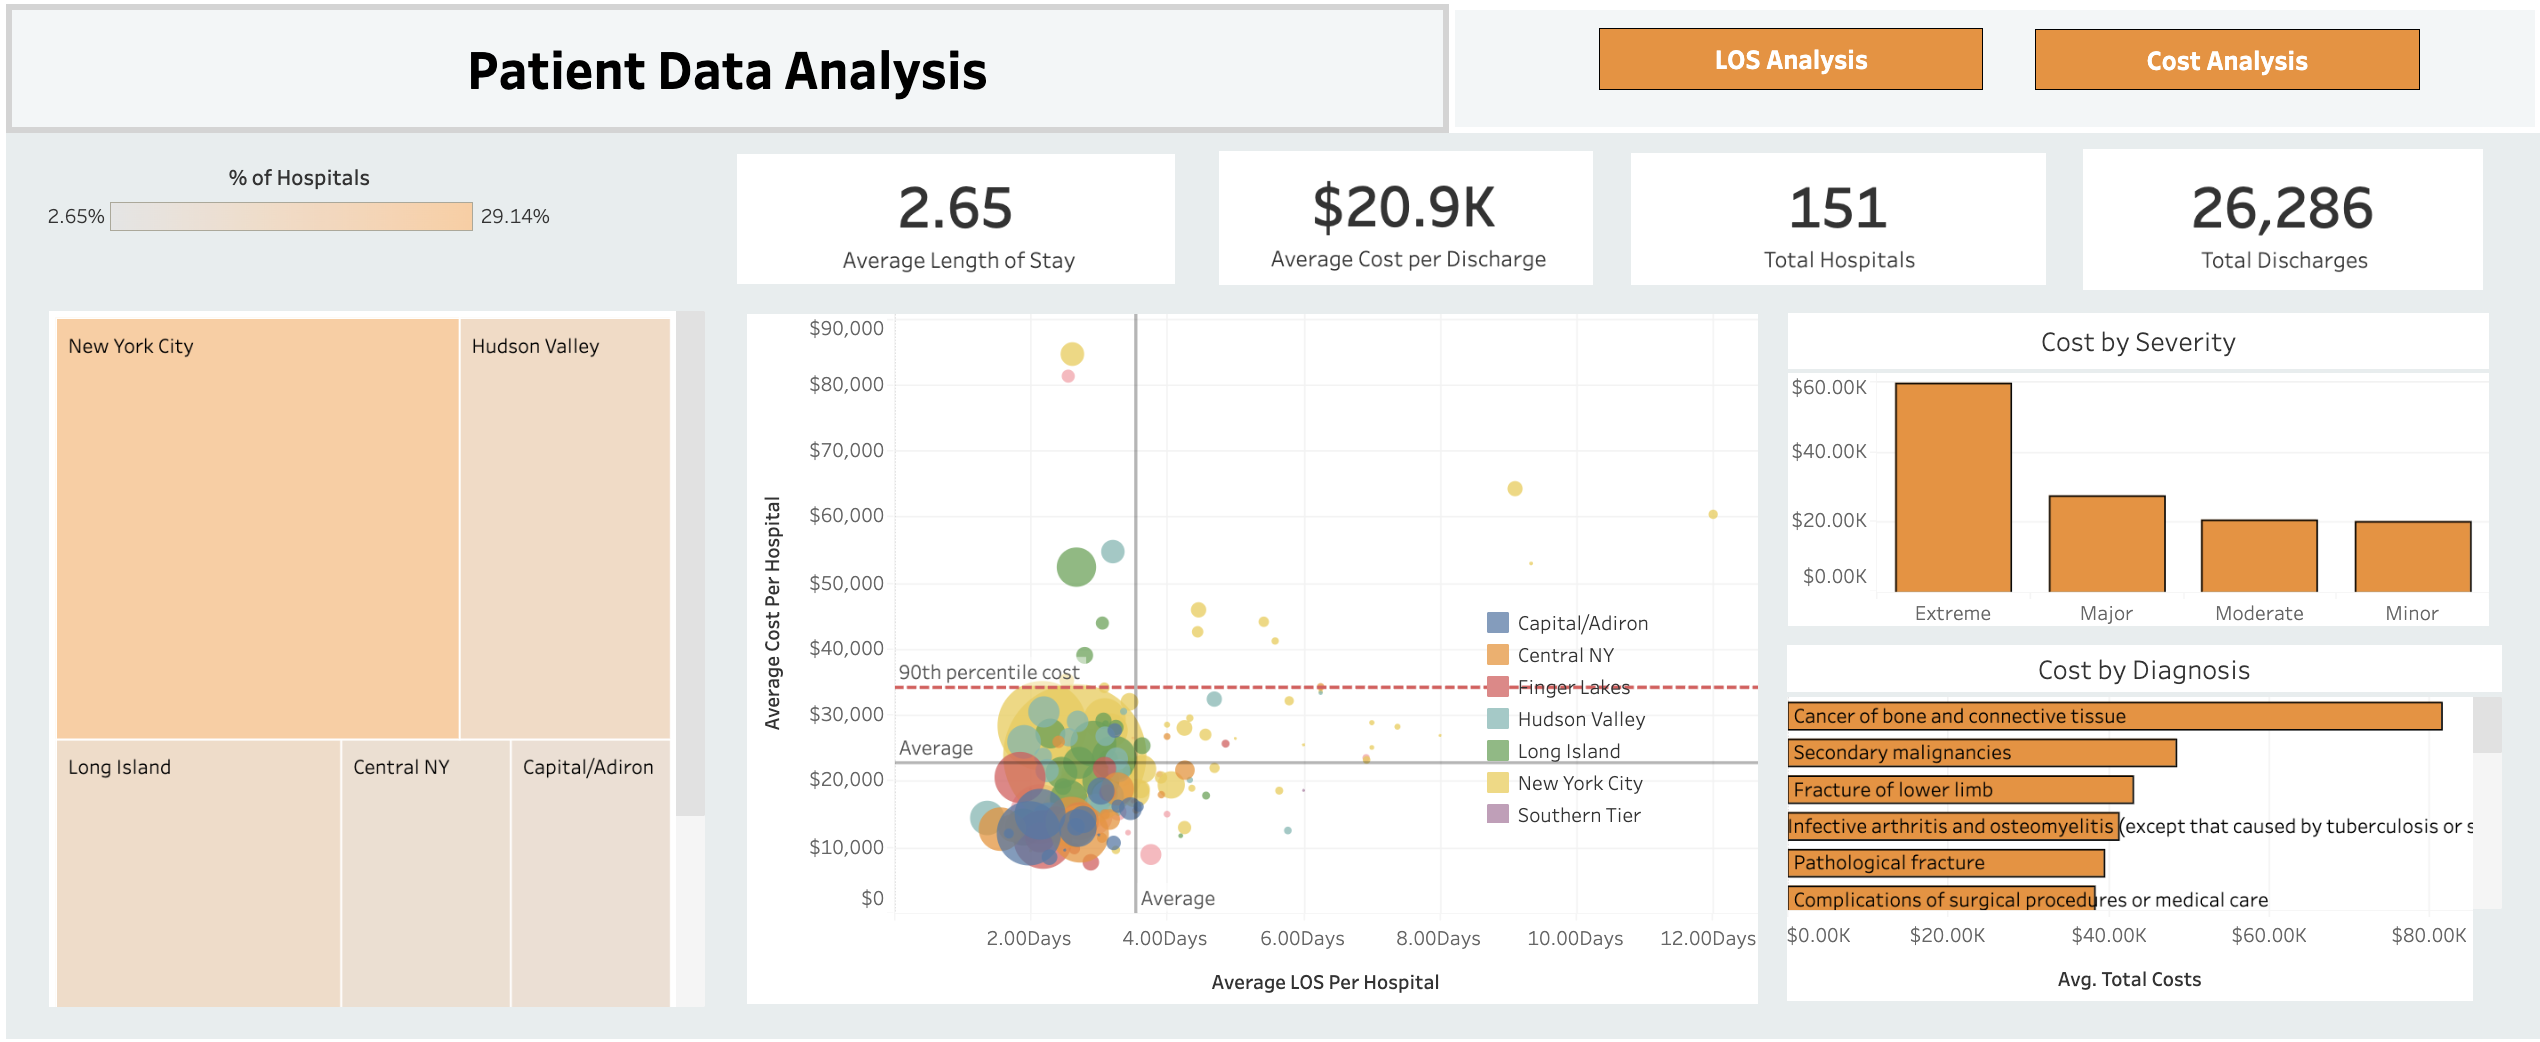 Patient Data Analysis
LOS Analysis
Cost Analysis
% of Hospitals
2.65%
29.14%
2.65
Average Length of Stay
$20.9K
Average Cost per Discharge
151
Total Hospitals
26,286
Total Discharges
New York City
Hudson Valley
Long Island
Central NY
Capital/Adiron
Average Cost Per Hospital
$90,000
$80,000
$70,000
$60,000
$50,000
$40,000
90th percentile cost
$30,000
Average
$20,000
$10,000
$0
Average
Capital/Adiron
Central NY
Finger Lakes
Hudson Valley
Long Island
New York City
Southern Tier
2.00Days
4.00Days
6.00Days
8.00Days
10.00Days
12.00Days
Average LOS Per Hospital
Cost by Severity
$60.00K
$40.00K
$20.00K
$0.00K
Extreme
Major
Moderate
Minor
Cost by Diagnosis
Cancer of bone and connective tissue
Secondary malignancies
Fracture of lower limb
Infective arthritis and osteomyelitis (except that caused by tuberculosis or s
Pathological fracture
Complications of surgical procedures or medical care
$0.00K
$20.00K
$40.00K
$60.00K
$80.00K
Avg. Total Costs